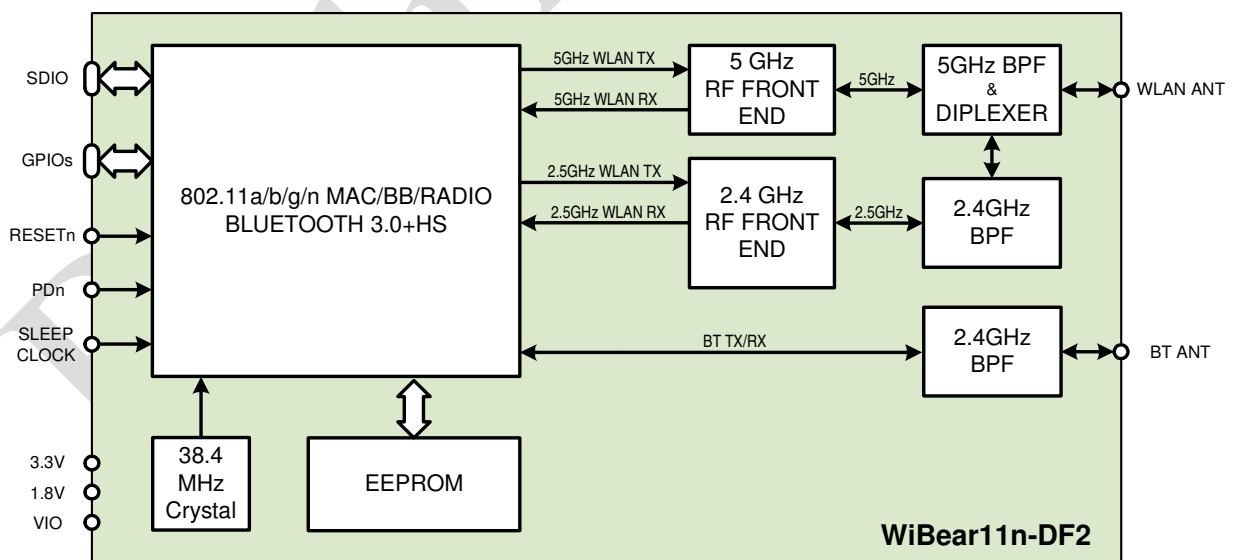 SDIO
GPIOs
RESETn
PDn
SLEEP
CLOCK
3.3V
1.8V
VIO
802.11a/b/g/n MAC/BB/RADIO
BLUETOOTH 3.0+HS
38.4
MHz
Crystal
EEPROM
5GHz WLAN TX
5GHz WLAN RX
2.5GHz WLAN TX
2.5GHz WLAN RX
BT TX/RX
5 GHz
RF FRONT
END
2.4 GHz
RF FRONT
END
5GHz
2.5GHz
5GHz BPF
&
DIPLEXER
2.4GHz
BPF
2.4GHz
BPF
WLAN ANT
BT ANT
WiBear11n-DF2